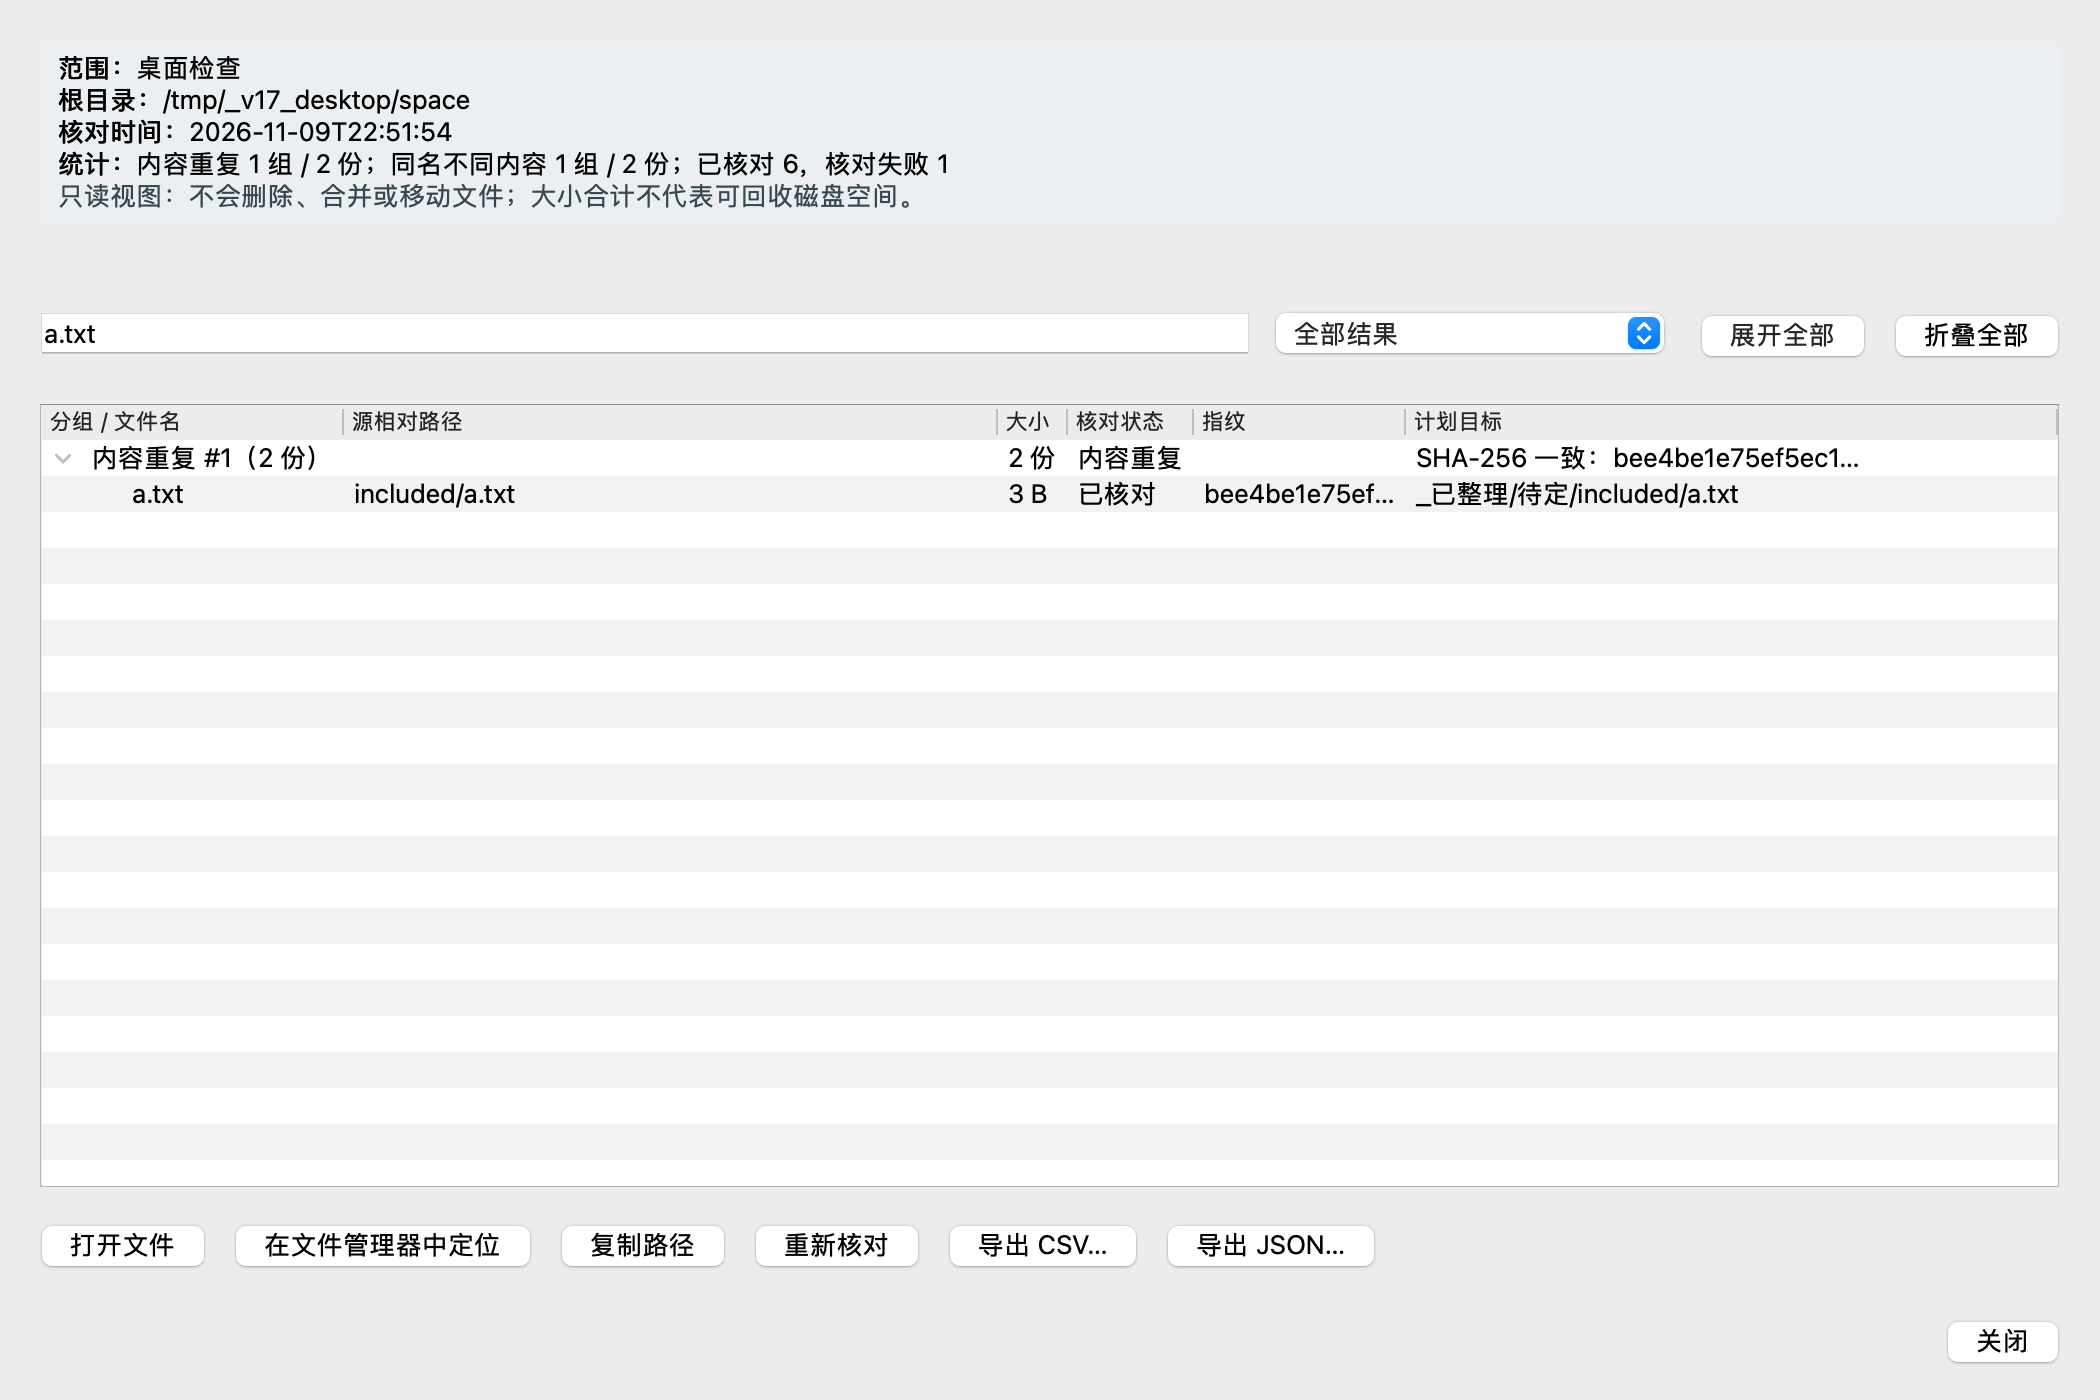 范围：桌面检查
根目录：/tmp/_v17_desktop/space
核对时间：2026-11-09T22:51:54
统计：内容重复 1 组 / 2 份；同名不同内容 1 组 / 2 份；已核对 6，核对失败 1
只读视图：不会删除、合并或移动文件；大小合计不代表可回收磁盘空间。
a.txt 全部结果 展开全部 折叠全部
分组 / 文件名 源相对路径 大小 核对状态 指纹 计划目标
内容重复 #1（2 份） 2 份 内容重复 SHA-256 一致：bee4be1e75ef5ec1...
a.txt included/a.txt 3 B 已核对 bee4be1e75ef... _已整理/待定/included/a.txt
打开文件 在文件管理器中定位 复制路径 重新核对 导出 CSV... 导出 JSON...
关闭